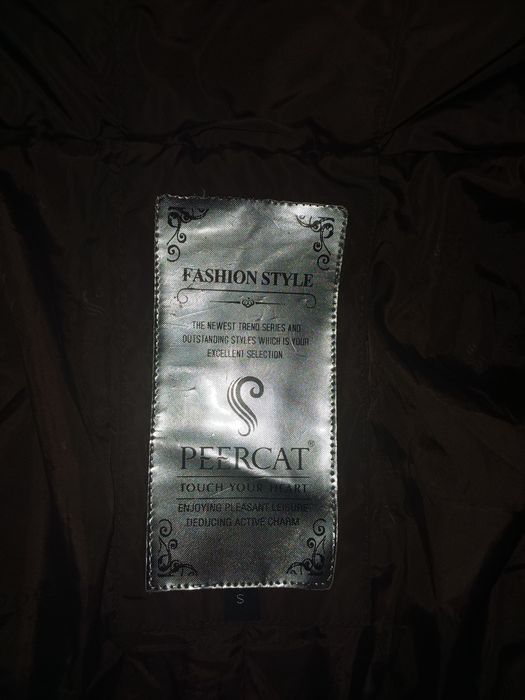 FASHION STYLE
THE NEWEST TREND SERIES AND
OUTSTANDING STYLES WHICH IS YOUR
EXCELLENT SELECTION.
PEERCAT®
TOUCH YOUR HEART
ENJOYING PLEASANT LEISURE
DEDUCING ACTIVE CHARM
S